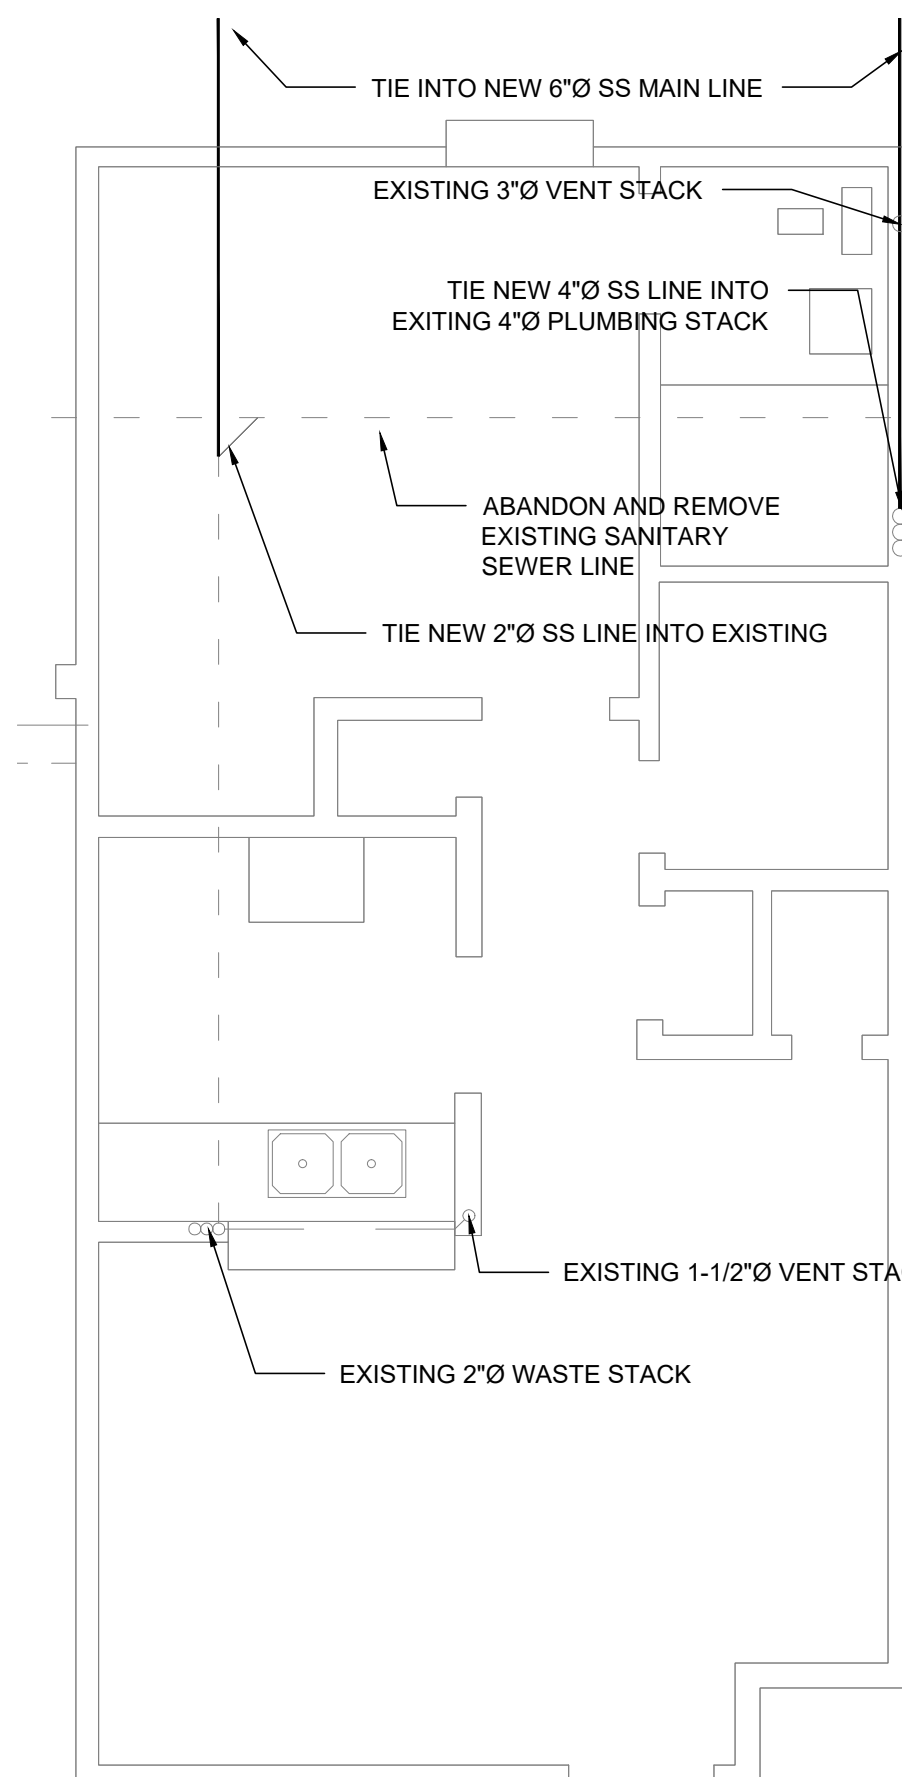 TIE INTO NEW 6"Ø SS MAIN LINE
EXISTING 3"Ø VENT STACK
TIE NEW 4"Ø SS LINE INTO
EXITING 4"Ø PLUMBING STACK
ABANDON AND REMOVE
EXISTING SANITARY
SEWER LINE
TIE NEW 2"Ø SS LINE INTO EXISTING
EXISTING 1-1/2"Ø VENT
EXISTING 2"Ø WASTE STACK